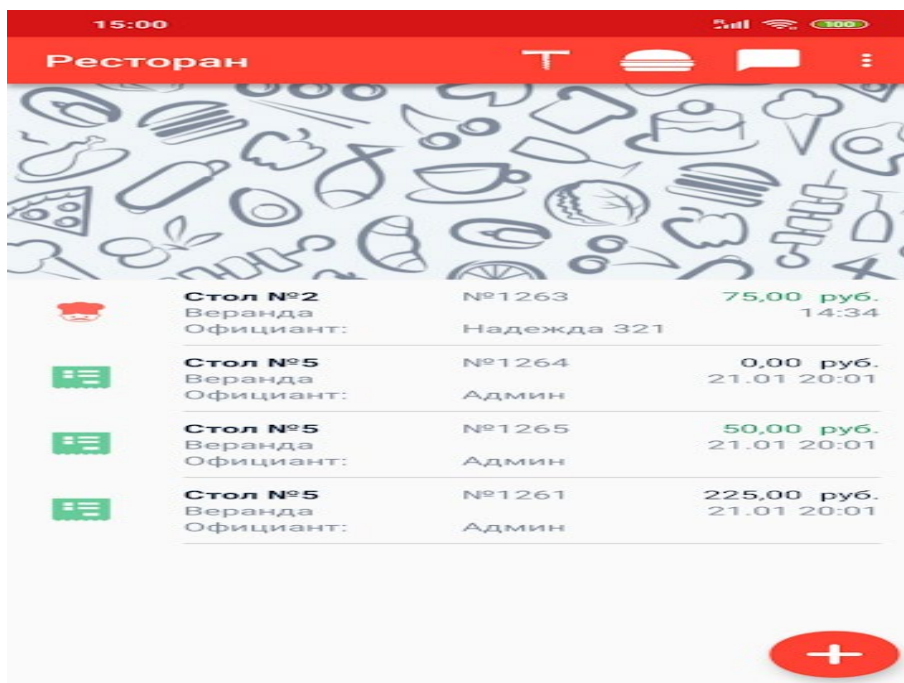 15:00 100
Ресторан
Стол №2 №1263 75,00 руб.
Веранда 14:34
Официант: Надежда 321
Стол №5 №1264 0,00 руб.
Веранда 21.01 20:01
Официант: Админ
Стол №5 №1265 50,00 руб.
Веранда 21.01 20:01
Официант: Админ
Стол №5 №1261 225,00 руб.
Веранда 21.01 20:01
Официант: Админ